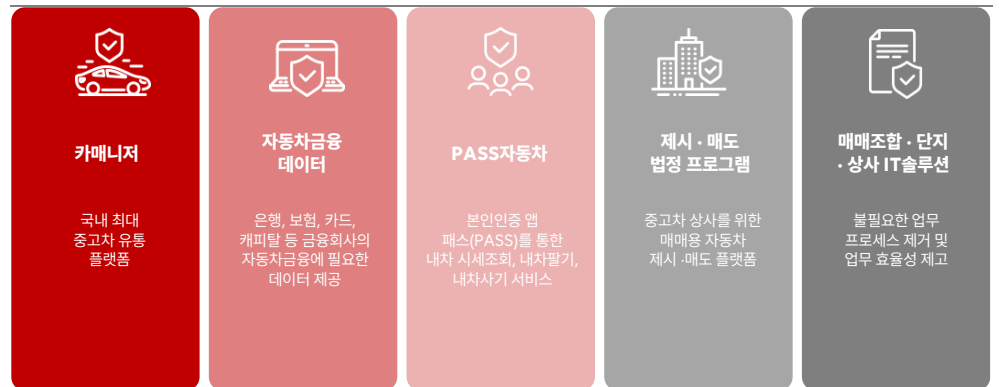 카매니저
국내 최대
중고차 유통
플랫폼
자동차금융
데이터
은행, 보험, 카드,
캐피탈 등 금융회사의
자동차금융에 필요한
데이터 제공
PASS자동차
본인인증 앱
패스(PASS)를 통한
내차 시세조회, 내차팔기,
내차사기 서비스
제시 · 매도
법정 프로그램
중고차 상사를 위한
매매용 자동차
제시 ·매도 플랫폼
매매조합 · 단지
· 상사 IT솔루션
불필요한 업무
프로세스 제거 및
업무 효율성 제고